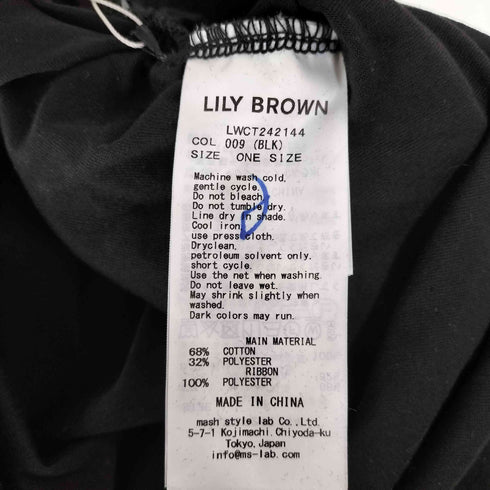 LILY BROWN
LWCT242144
COL 009 (BLK)
SIZE ONE SIZE
Machine wash cold.
gentle cycle.
Do not bleach.
Do not tumble dry.
Line dry in shade.
Cool iron,
use press cloth.
Dryclean.
petroleum solvent only.
short cycle.
Use the net when washing.
Do not leave wet.
May shrink slightly when
washed.
Dark colors may run.
MAIN MATERIAL
68% COTTON
32% POLYESTER
RIBBON
100% POLYESTER
MADE IN CHINA
mash style lab Co.,Ltd.
5-7-1 Kojimachi.Chiyoda-ku
Tokyo,Japan
info@ms-lab.com